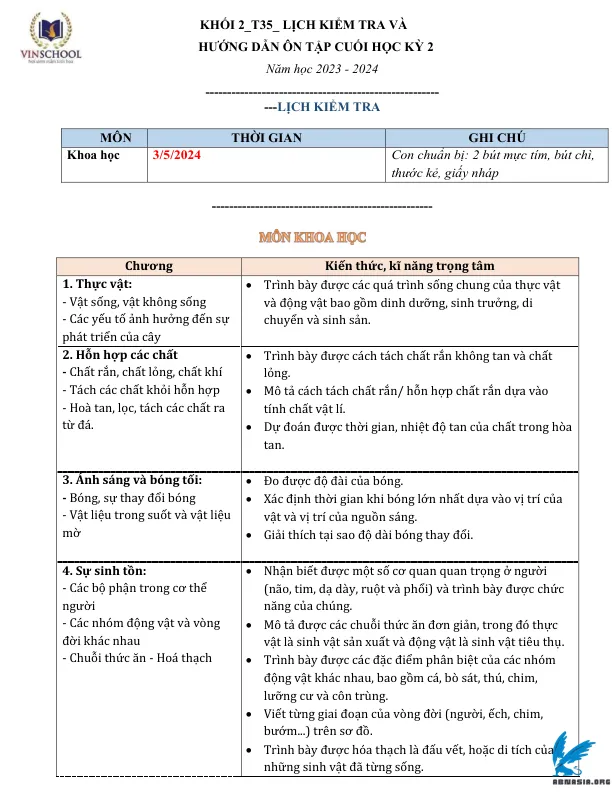 VINSCHOOL
KHỐI 2_T35_ LỊCH KIỂM TRA VÀ
HƯỚNG DẪN ÔN TẬP CUỐI HỌC KỲ 2
Năm học 2023 - 2024
---LỊCH KIỂM TRA
MÔN THỜI GIAN GHI CHÚ
Khoa học 3/5/2024 Con chuẩn bị: 2 bút mực tím, bút chì,
thước kẻ, giấy nháp
MÔN KHOA HỌC
Chương Kiến thức, kĩ năng trọng tâm
1. Thực vật:
- Vật sống, vật không sống
- Các yếu tố ảnh hưởng đến sự
phát triển của cây
• Trình bày được các quá trình sống chung của thực vật
và động vật bao gồm dinh dưỡng, sinh trưởng, di
chuyển và sinh sản.
2. Hỗn hợp các chất
- Chất rắn, chất lỏng, chất khí
- Tách các chất khỏi hỗn hợp
- Hoà tan, lọc, tách các chất ra
từ đá.
• Trình bày được cách tách chất rắn không tan và chất
lỏng.
• Mô tả cách tách chất rắn/ hỗn hợp chất rắn dựa vào
tính chất vật lí.
• Dự đoán được thời gian, nhiệt độ tan của chất trong hòa
tan.
3. Ánh sáng và bóng tối:
- Bóng, sự thay đổi bóng
- Vật liệu trong suốt và vật liệu
mờ
• Đo được độ đài của bóng.
• Xác định thời gian khi bóng lớn nhất dựa vào vị trí của
vật và vị trí của nguồn sáng.
• Giải thích tại sao độ dài bóng thay đổi.
4. Sự sinh tồn:
- Các bộ phận trong cơ thể
người
- Các nhóm động vật và vòng
đời khác nhau
- Chuỗi thức ăn - Hoá thạch
• Nhận biết được một số cơ quan quan trọng ở người
(não, tim, dạ dày, ruột và phổi) và trình bày được chức
năng của chúng.
• Mô tả được các chuỗi thức ăn đơn giản, trong đó thực
vật là sinh vật sản xuất và động vật là sinh vật tiêu thụ.
• Trình bày được các đặc điểm phân biệt của các nhóm
động vật khác nhau, bao gồm cá, bò sát, thú, chim,
lưỡng cư và côn trùng.
• Viết từng giai đoạn của vòng đời (người, ếch, chim,
bướm...) trên sơ đồ.
• Trình bày được hóa thạch là đấu vết, hoặc di tích của
những sinh vật đã từng sống.
ABNASIA.ORG